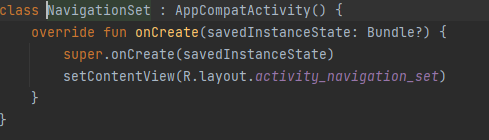 class NavigationSet : AppCompatActivity() {
    override fun onCreate(savedInstanceState: Bundle?) {
        super.onCreate(savedInstanceState)
        setContentView(R.layout.activity_navigation_set)
    }
}